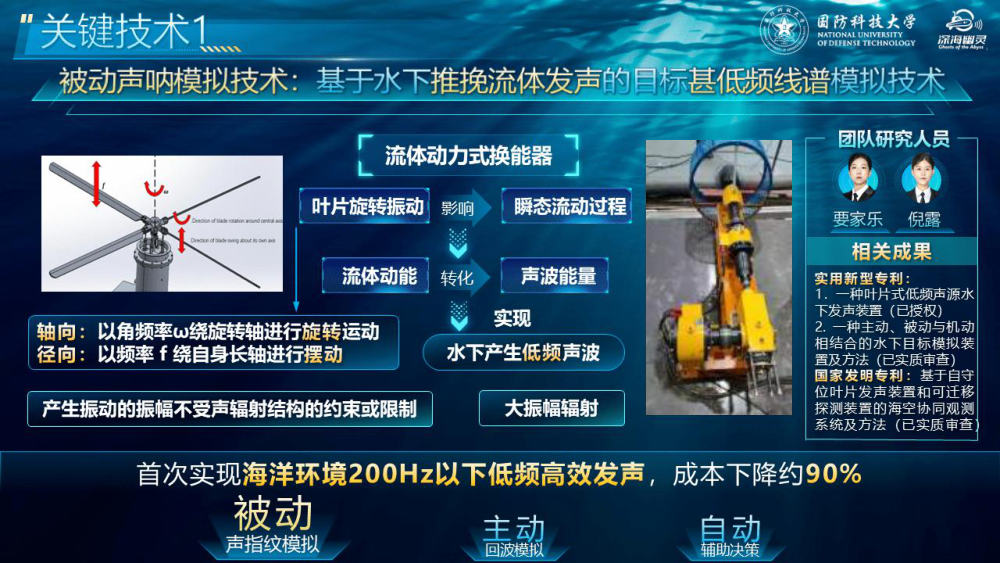 关键技术1
国防科技大学
NATIONAL UNIVERSITY
OF DEFENSE TECHNOLOGY
深海幽灵
Ghosts of the Abyss
被动声呐模拟技术：基于水下推挽流体发声的目标甚低频线谱模拟技术
f
ω
Direction of blade rotation around central axis
Direction of blade swing about its own axis
流体动力式换能器
叶片旋转振动
影响
瞬态流动过程
流体动能
转化
声波能量
实现
水下产生低频声波
轴向：以角频率ω绕旋转轴进行旋转运动
径向：以频率 f 绕自身长轴进行摆动
产生振动的振幅不受声辐射结构的约束或限制
大振幅辐射
团队研究人员
要家乐
倪露
相关成果
实用新型专利：
1. 一种叶片式低频声源水
下发声装置（已授权）
2. 一种主动、被动与机动
相结合的水下目标模拟装
置及方法（已实质审查）
国家发明专利：基于自守
位叶片发声装置和可迁移
探测装置的海空协同观测
系统及方法（已实质审查）
首次实现海洋环境200Hz以下低频高效发声，成本下降约90%
被动
声指纹模拟
主动
回波模拟
自动
辅助决策